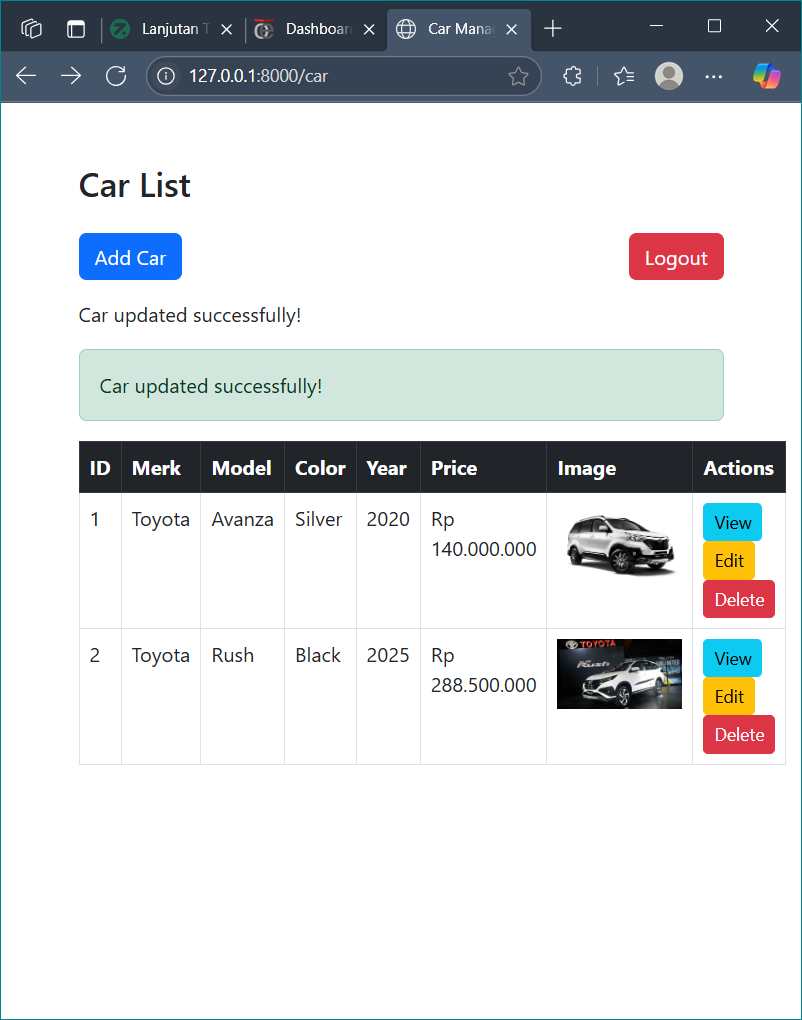 Lanjutan T
Dashboard
Car Mana
127.0.0.1:8000/car
Car List
Add Car
Logout
Car updated successfully!
Car updated successfully!
ID Merk Model Color Year Price Image Actions
1 Toyota Avanza Silver 2020 Rp 140.000.000 View Edit Delete
2 Toyota Rush Black 2025 Rp 288.500.000 TOYOTA Rush View Edit Delete